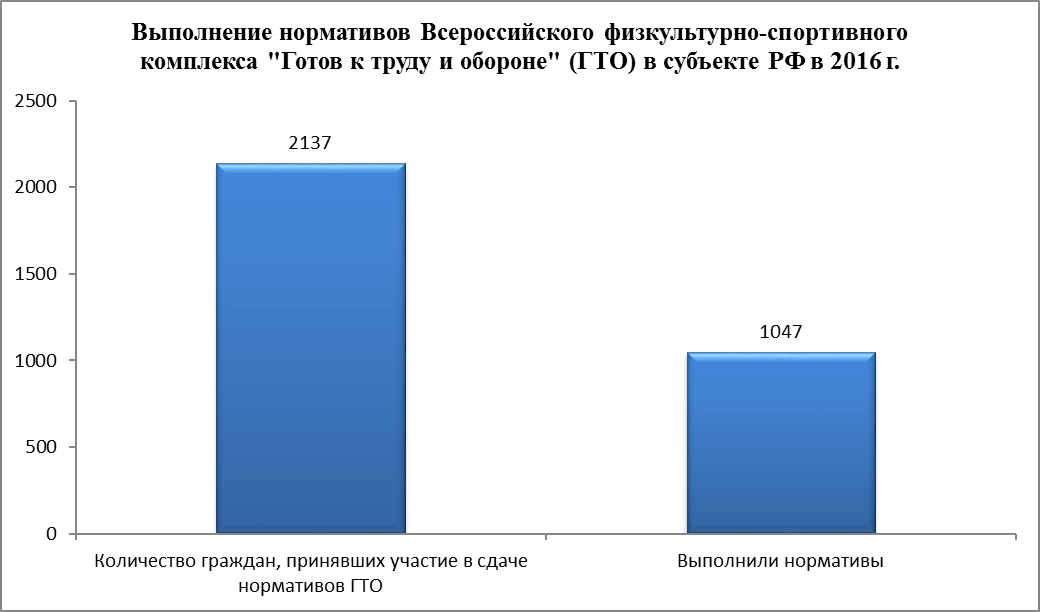 Выполнение нормативов Всероссийского физкультурно-спортивного
комплекса "Готов к труду и обороне" (ГТО) в субъекте РФ в 2016 г.
2500
2000
1500
1000
500
0
2137
1047
Количество граждан, принявших участие в сдаче
нормативов ГТО
Выполнили нормативы